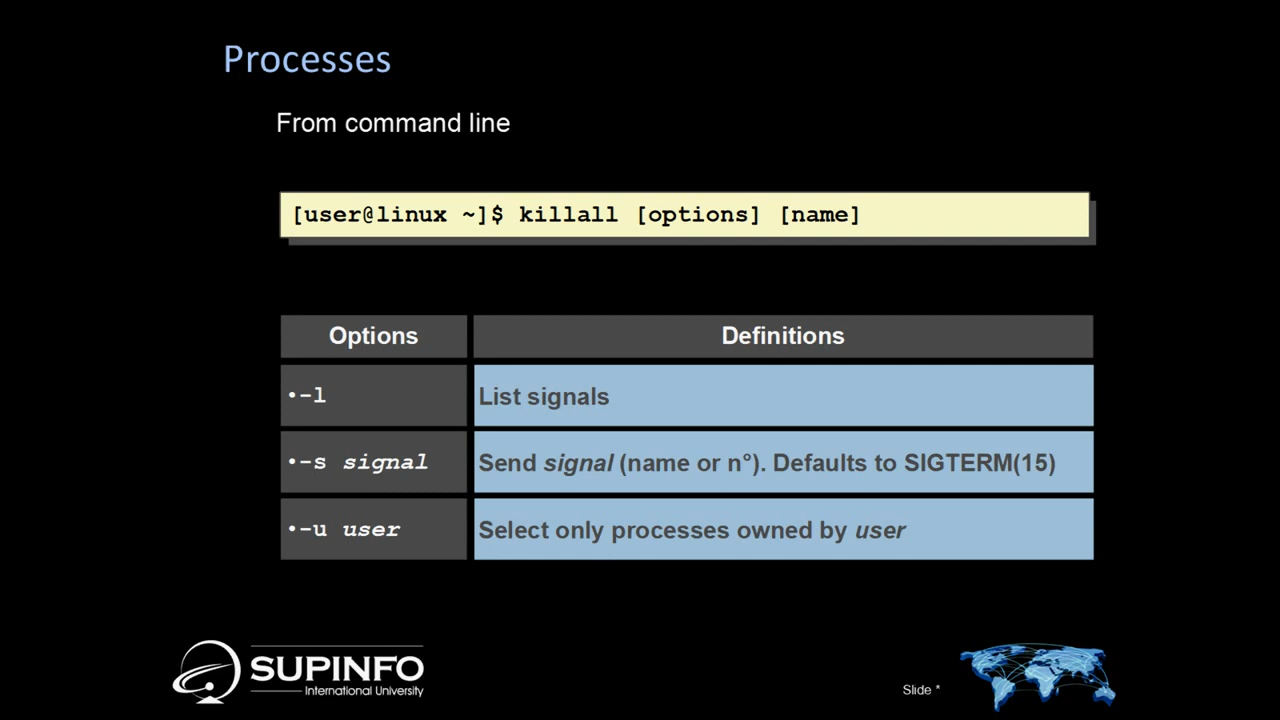 Processes
From command line
[user@linux ~]$ killall [options] [name]
Options Definitions
•-l List signals
•-s signal Send signal (name or n°). Defaults to SIGTERM(15)
•-u user Select only processes owned by user
SUPINFO
International University
Slide *